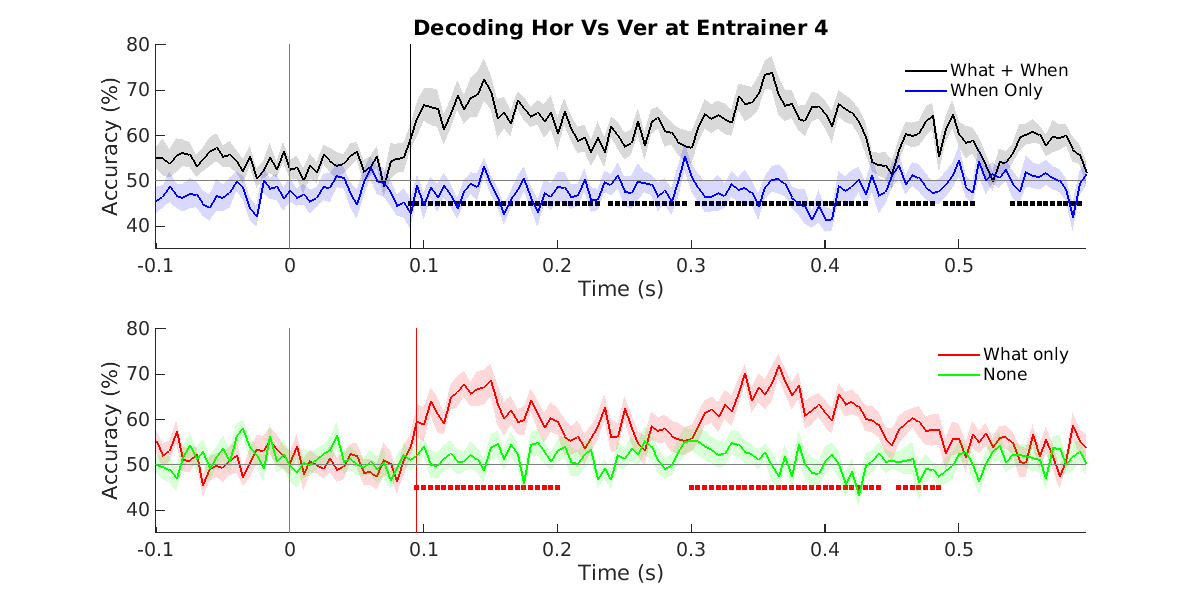 Decoding Hor Vs Ver at Entrainer 4
80
70
60
50
40
Accuracy (%)
What + When
When Only
-0.1 0 0.1 0.2 0.3 0.4 0.5
Time (s)
80
70
60
50
40
Accuracy (%)
What only
None
-0.1 0 0.1 0.2 0.3 0.4 0.5
Time (s)